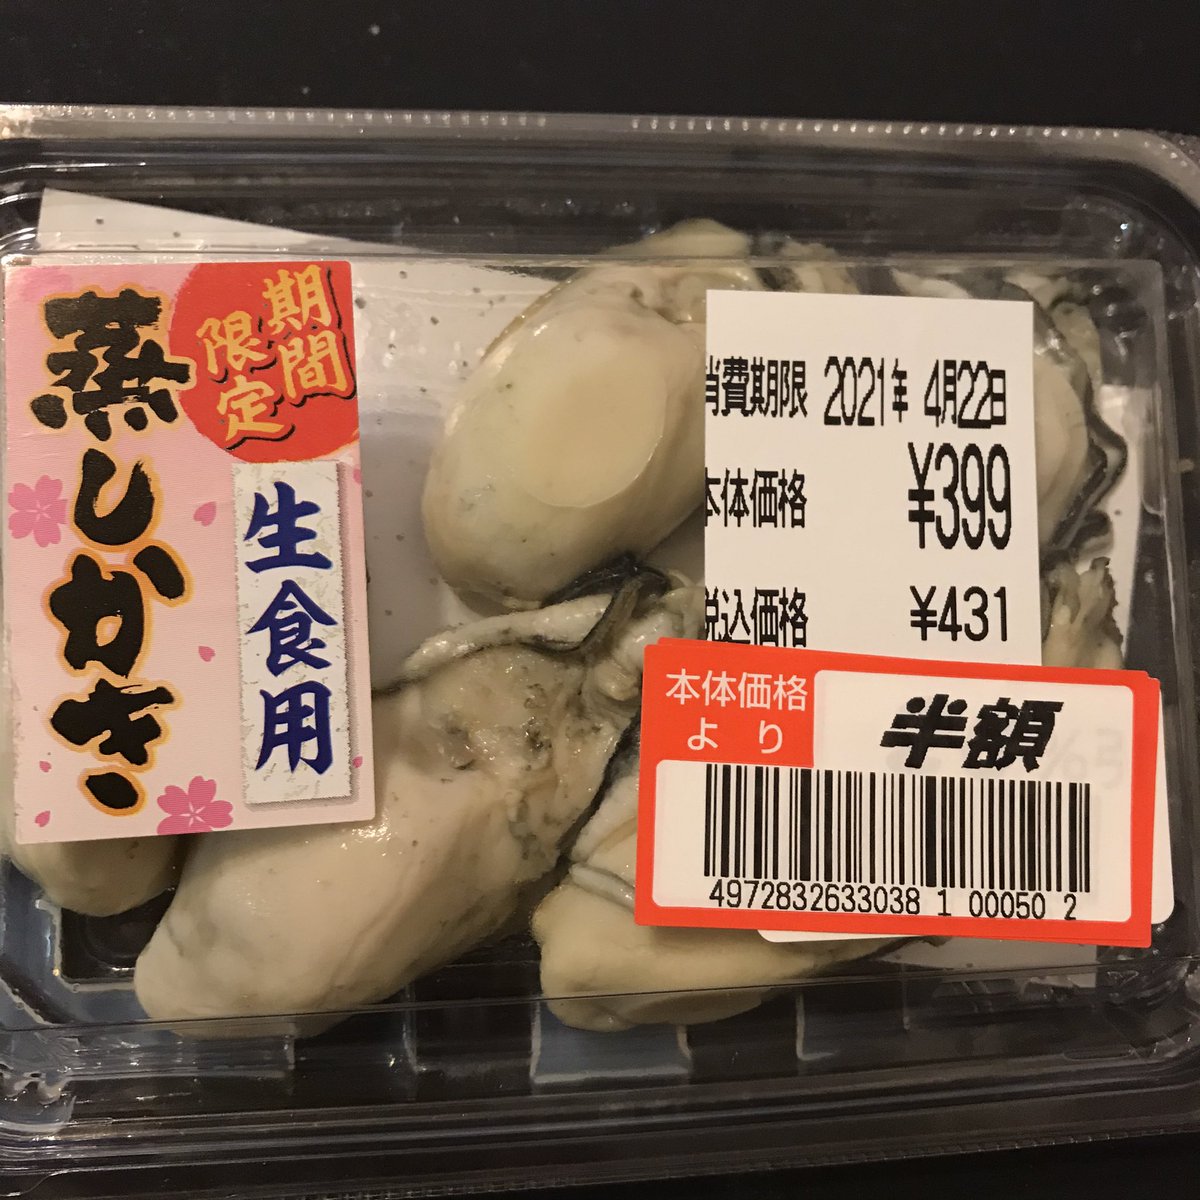 期間
限定
蒸しかき
生食用
消費期限 2021年 4月22日
本体価格 ¥399
税込価格 ¥431
本体価格
より
半額
4972832633038 1 00050 2